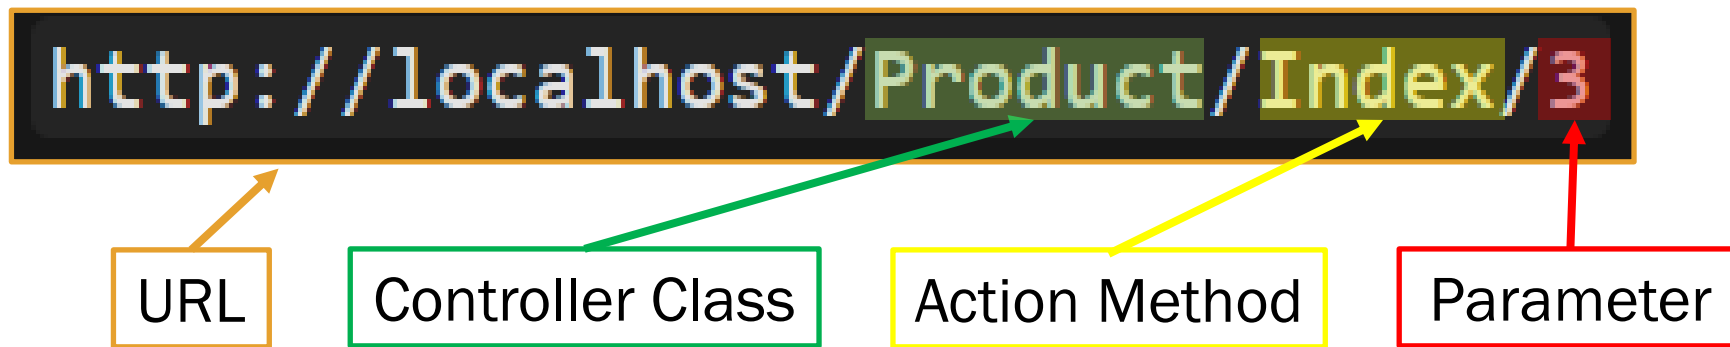 http://localhost/Product/Index/3
URL
Controller Class
Action Method
Parameter